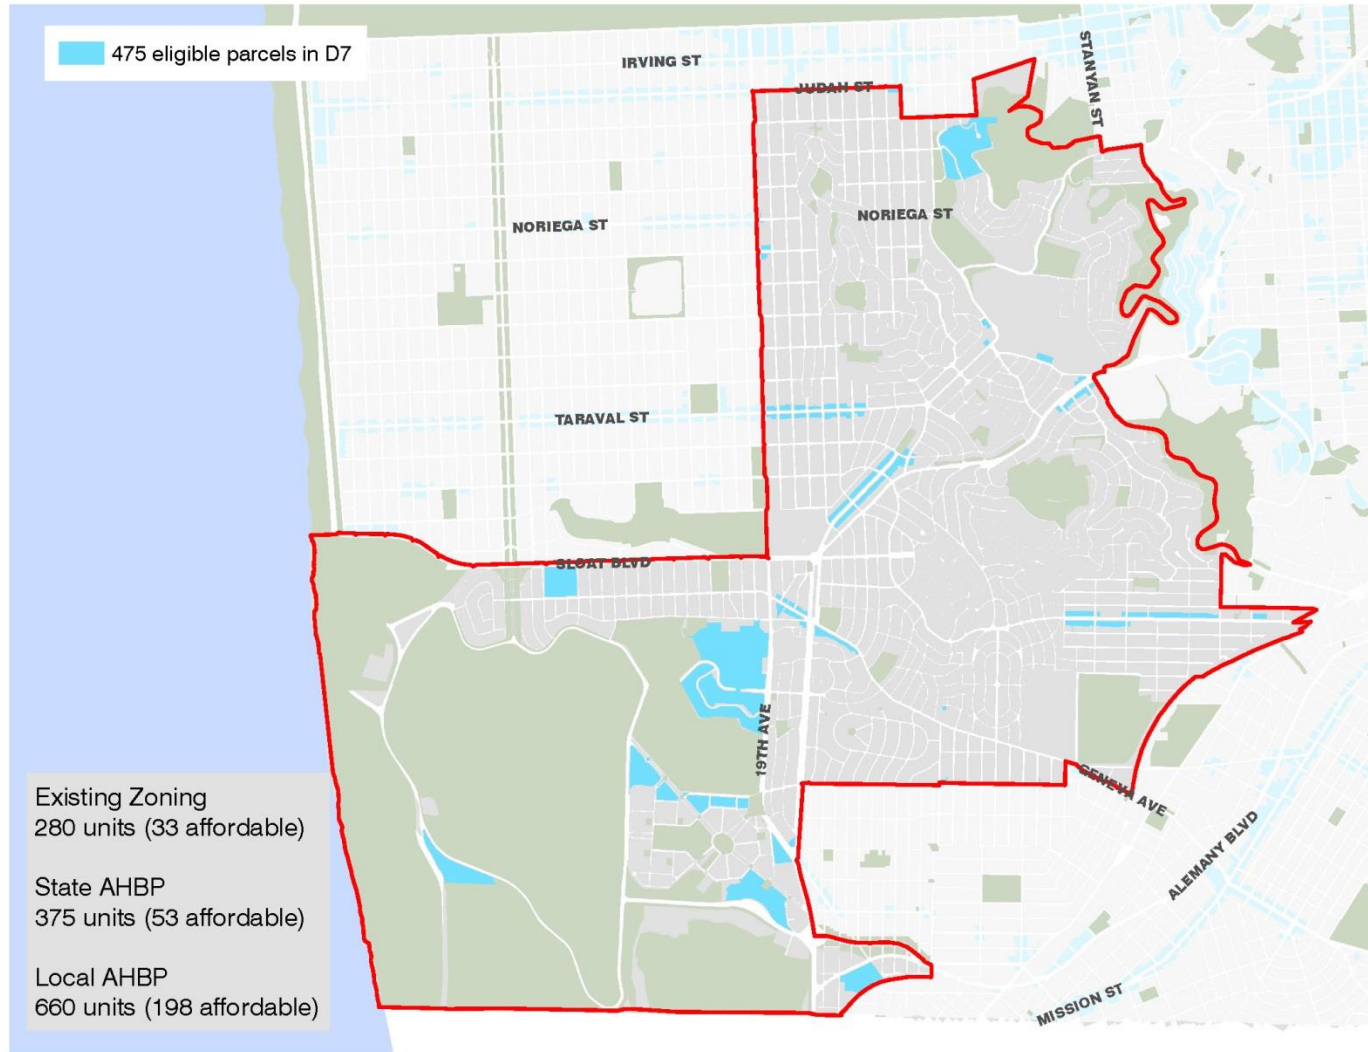 475 eligible parcels in D7
IRVING ST
STANYAN ST
JUDAH ST
NORIEGA ST
NORIEGA ST
TARAVAL ST
SLOAT BLVD
19TH AVE
GENEVA AVE
ALEMANY BLVD
MISSION ST
Existing Zoning
280 units (33 affordable)
State AHBP
375 units (53 affordable)
Local AHBP
660 units (198 affordable)